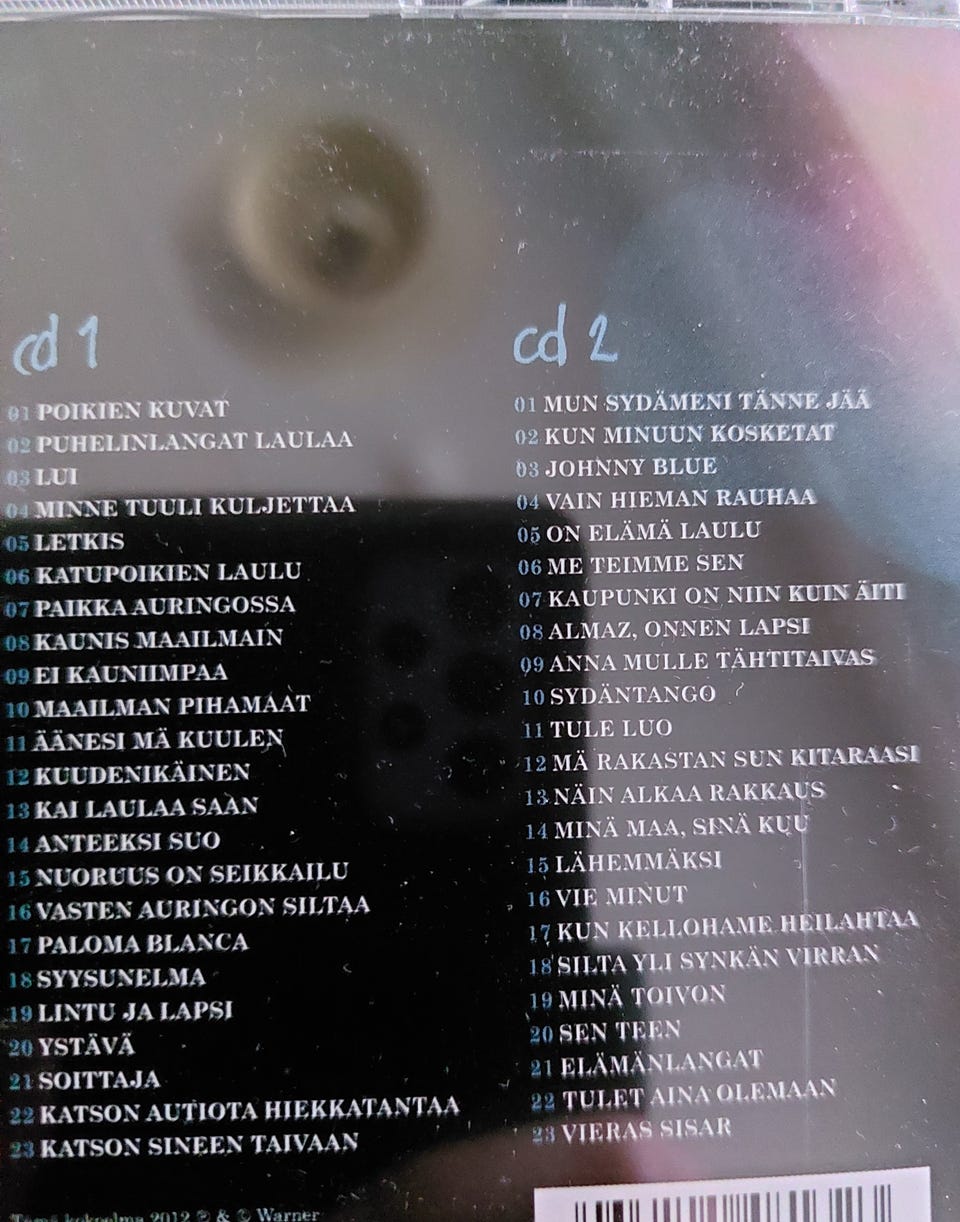 cd 1
01 POIKIEN KUVAT
02 PUHELINLANGAT LAULAA
03 LUI
04 MINNE TUULI KULJETTAA
05 LETKIS
06 KATUPOIKIEN LAULU
07 PAIKKA AURINGOSSA
08 KAUNIS MAAILMAIN
09 EI KAUNIIMPAA
10 MAAILMAN PIHAMAAT
11 ÄÄNESI MÄ KUULEN
12 KUUDENIKÄINEN
13 KAI LAULAA SAAN
14 ANTEEKSI SUO
15 NUORUUS ON SEIKKAILU
16 VASTEN AURINGON SILTAA
17 PALOMA BLANCA
18 SYYSUNELMA
19 LINTU JA LAPSI
20 YSTÄVÄ
21 SOITTAJA
22 KATSON AUTIOTA HIEKKATANTAA
23 KATSON SINEEN TAIVAAN
cd 2
01 MUN SYDÄMENI TÄNNE JÄÄ
02 KUN MINUUN KOSKETAT
03 JOHNNY BLUE
04 VAIN HIEMAN RAUHAA
05 ON ELÄMÄ LAULU
06 ME TEIMME SEN
07 KAUPUNKI ON NIIN KUIN ÄITI
08 ALMAZ, ONNEN LAPSI
09 ANNA MULLE TÄHTITAIVAS
10 SYDÄNTANGO
11 TULE LUO
12 MÄ RAKASTAN SUN KITARAASI
13 NÄIN ALKAA RAKKAUS
14 MINÄ MAA, SINÄ KUU
15 LÄHEMMÄKSI
16 VIE MINUT
17 KUN KELLOHAME HEILAHTAA
18 SILTA YLI SYNKÄN VIRRAN
19 MINÄ TOIVON
20 SEN TEEN
21 ELÄMÄNLANGAT
22 TULET AINA OLEMAAN
23 VIERAS SISAR
Tämä kokoelma 2012 ℗ & © Warner